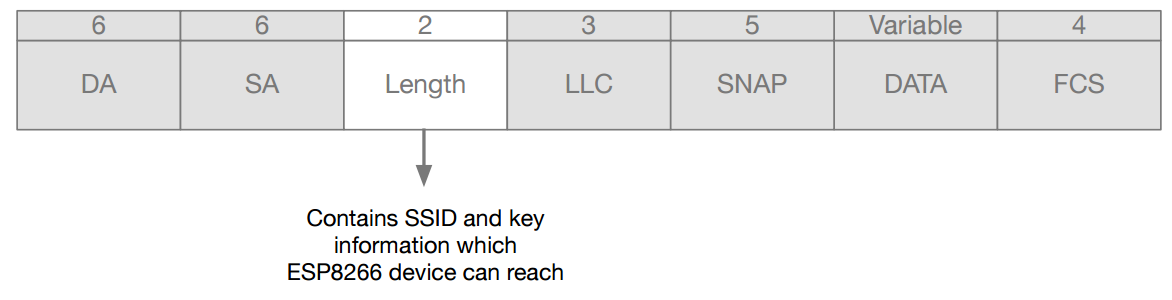 6 6 2 3 5 Variable 4
DA SA Length LLC SNAP DATA FCS
Contains SSID and key
information which
ESP8266 device can reach